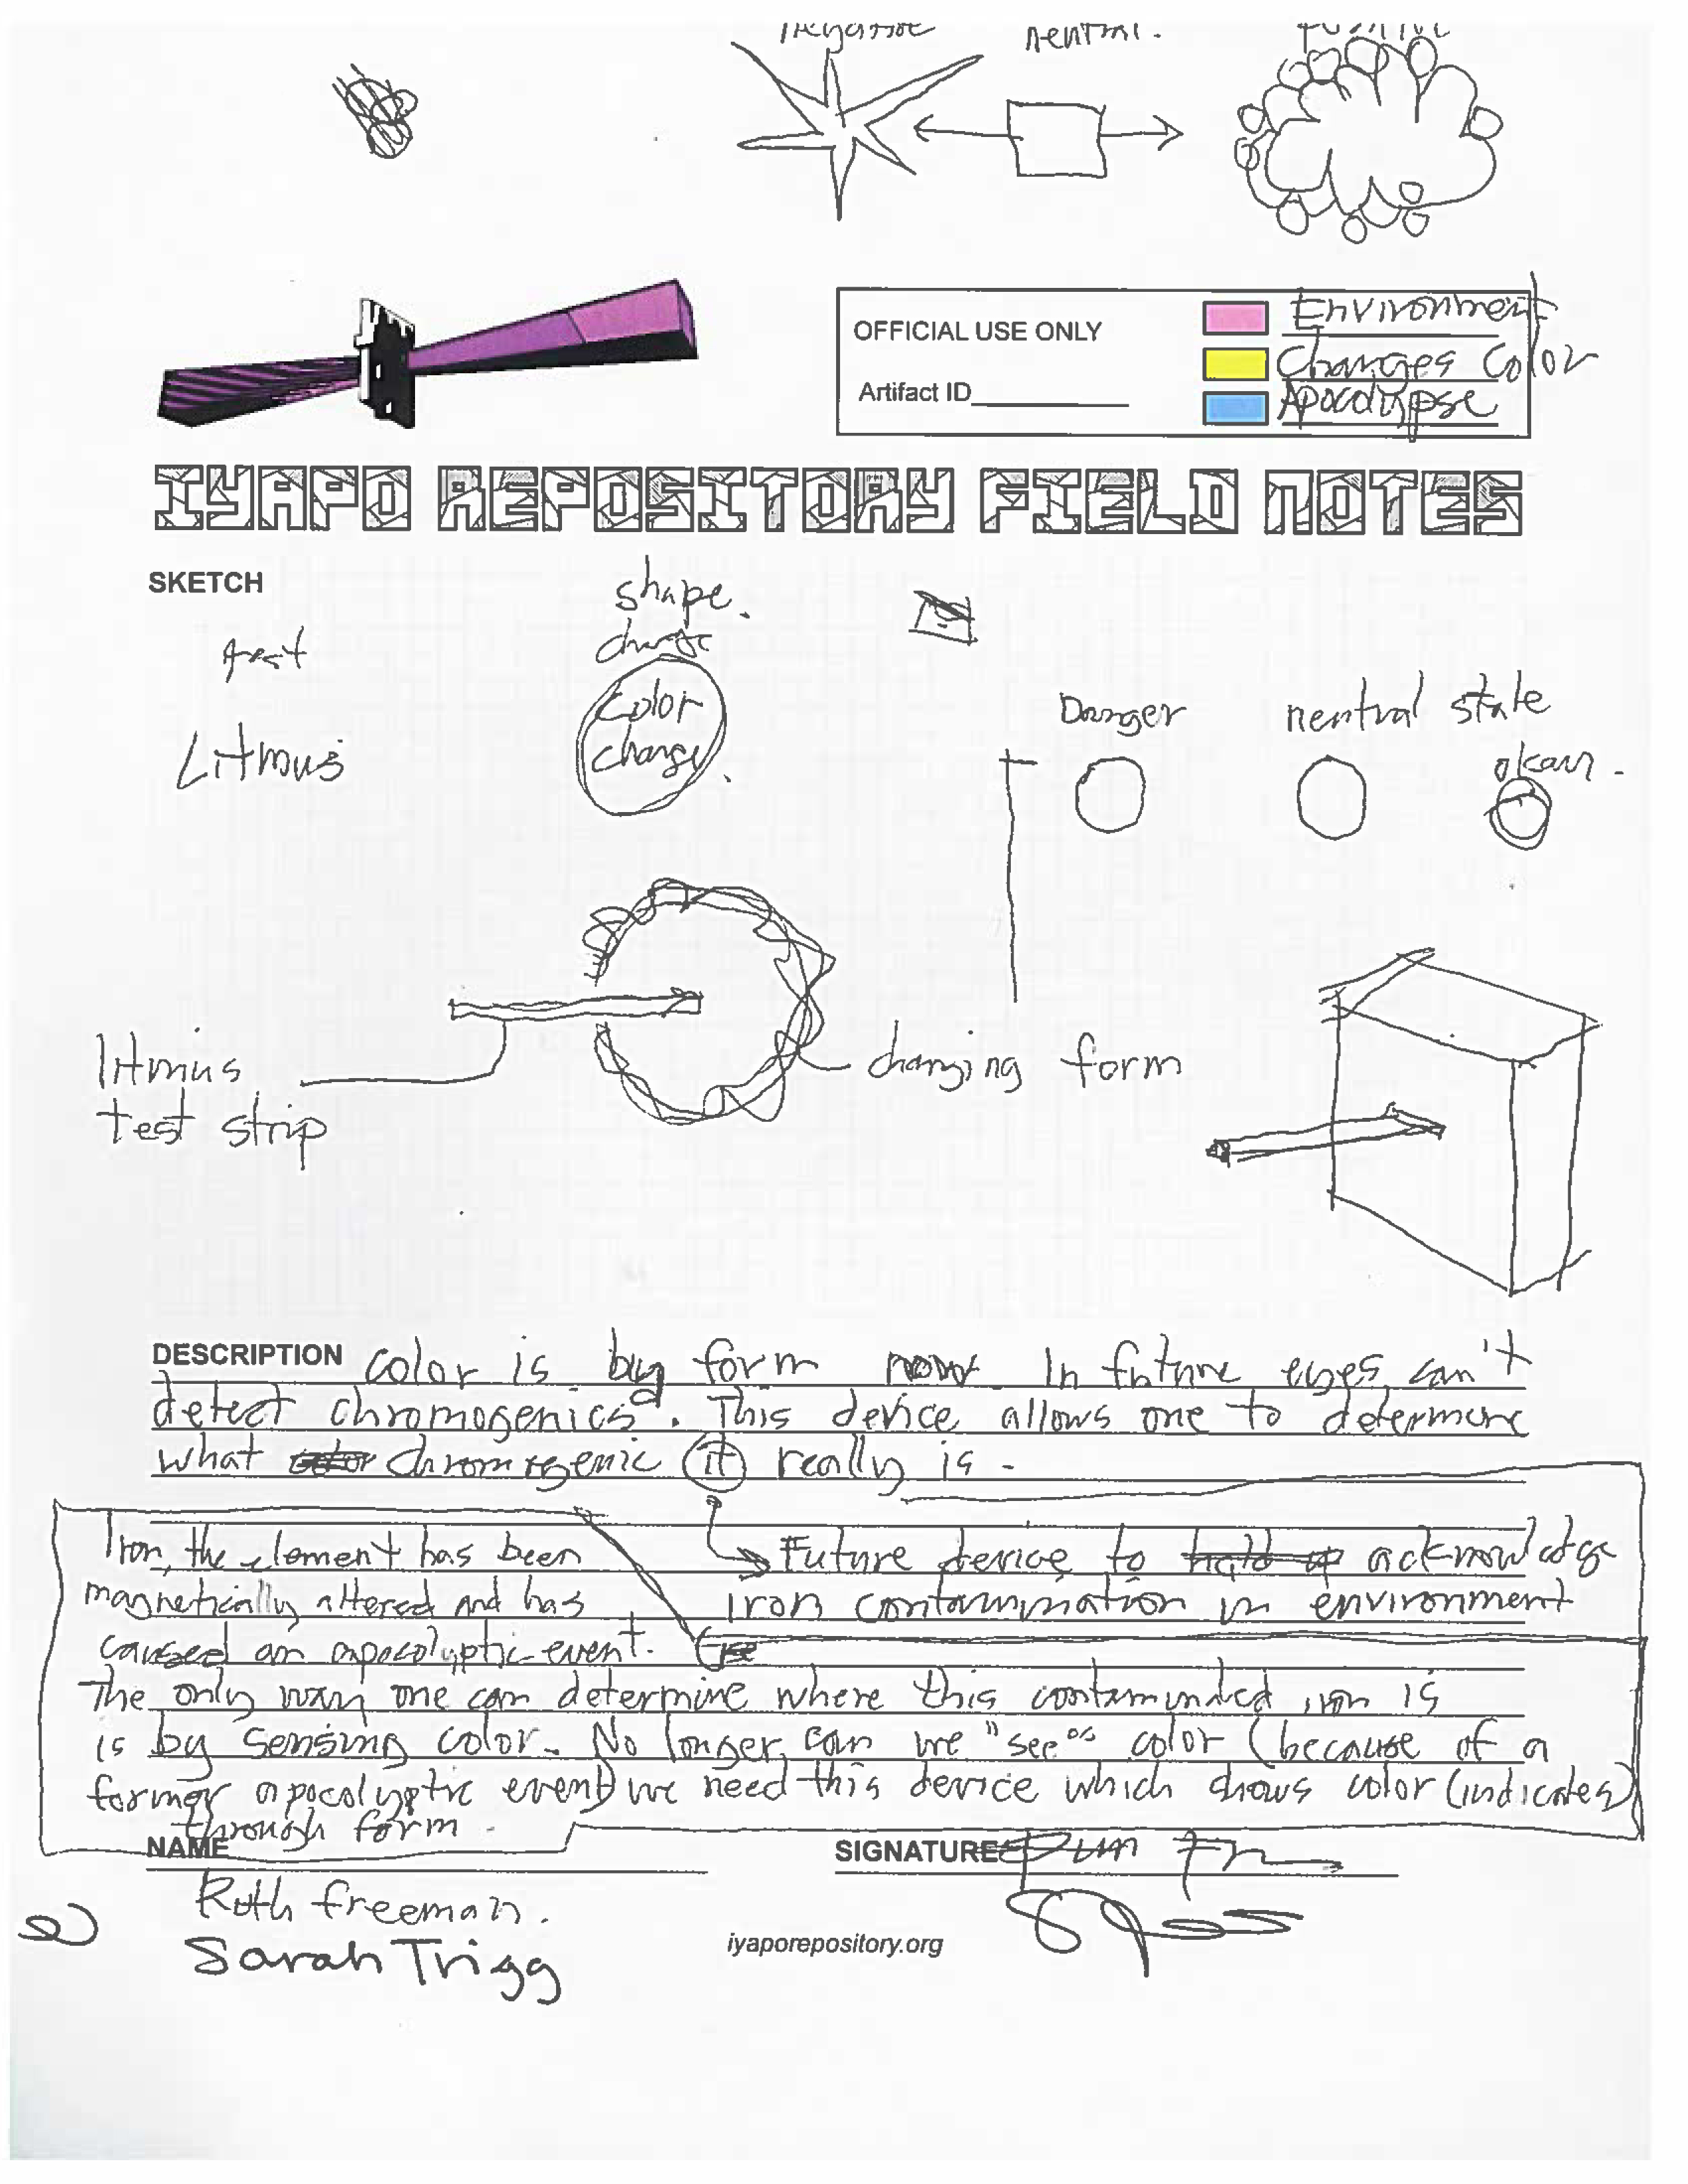 negative neutral. positive
OFFICIAL USE ONLY
Artifact ID
Environment
Changes Color
Apocalypse
IYAPO REPOSITORY FIELD NOTES
SKETCH
shape.
change
Color
change.
Litmus
Danger neutral state
okay.
litmus
test strip
changing form
DESCRIPTION color is by form now In future eyes can't
detect chromogenics. This device allows one to determine
what chromogenic it really is -
Iron, the element has been
magnetically altered and has
caused an apocolyptic event.
Future device to hold up acknowledge
iron contamination in environment
The only way one can determine where this contaminded iron is
is by sensing color. No longer can we "see" color (because of a
former apocolyptic event) we need this device which shows color (indicates)
through form -
NAME
SIGNATURE
Ruth freeman.
Sarah Trigg
iyaporepository.org